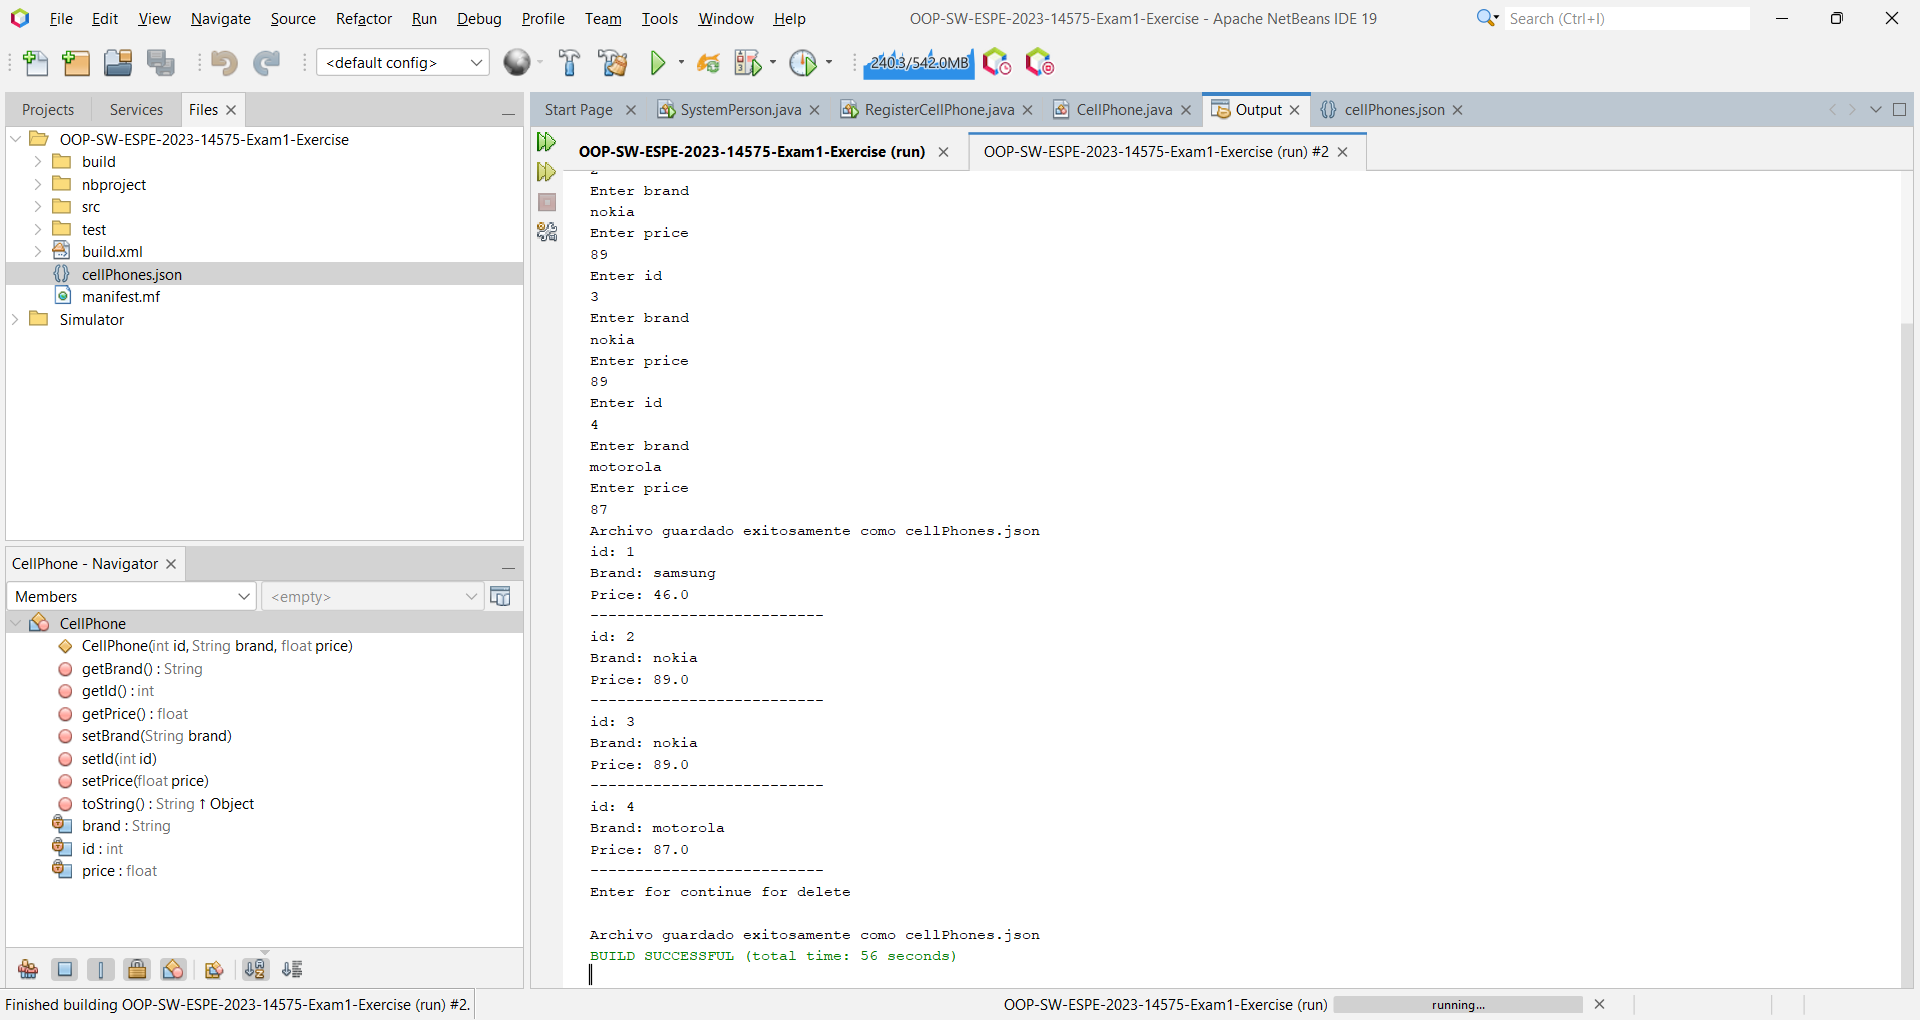 File Edit View Navigate Source Refactor Run Debug Profile Team Tools Window Help
OOP-SW-ESPE-2023-14575-Exam1-Exercise - Apache NetBeans IDE 19
Search (Ctrl+I)
<default config>
240.3/542.0MB
Projects Services Files
OOP-SW-ESPE-2023-14575-Exam1-Exercise
build
nbproject
src
test
build.xml
cellPhones.json
manifest.mf
Simulator
CellPhone - Navigator
Members
<empty>
CellPhone
CellPhone(int id, String brand, float price)
getBrand() : String
getId() : int
getPrice() : float
setBrand(String brand)
setId(int id)
setPrice(float price)
toString() : String ↑ Object
brand : String
id : int
price : float
Start Page SystemPerson.java RegisterCellPhone.java CellPhone.java Output cellPhones.json
OOP-SW-ESPE-2023-14575-Exam1-Exercise (run) OOP-SW-ESPE-2023-14575-Exam1-Exercise (run) #2
2
Enter brand
nokia
Enter price
89
Enter id
3
Enter brand
nokia
Enter price
89
Enter id
4
Enter brand
motorola
Enter price
87
Archivo guardado exitosamente como cellPhones.json
id: 1
Brand: samsung
Price: 46.0
--------------------------
id: 2
Brand: nokia
Price: 89.0
--------------------------
id: 3
Brand: nokia
Price: 89.0
--------------------------
id: 4
Brand: motorola
Price: 87.0
--------------------------
Enter for continue for delete
Archivo guardado exitosamente como cellPhones.json
BUILD SUCCESSFUL (total time: 56 seconds)
Finished building OOP-SW-ESPE-2023-14575-Exam1-Exercise (run) #2.
OOP-SW-ESPE-2023-14575-Exam1-Exercise (run)
running...